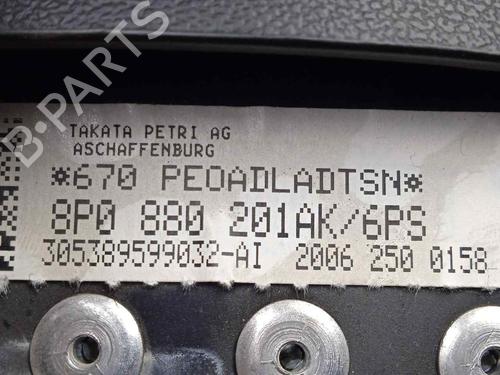 TAKATA PETRI AG
ASCHAFFENBURG
*670 PEOADLADTSN*
8P0 880 201AK/6PS
305389599032-AI 2006 250 0158
B-PARTS